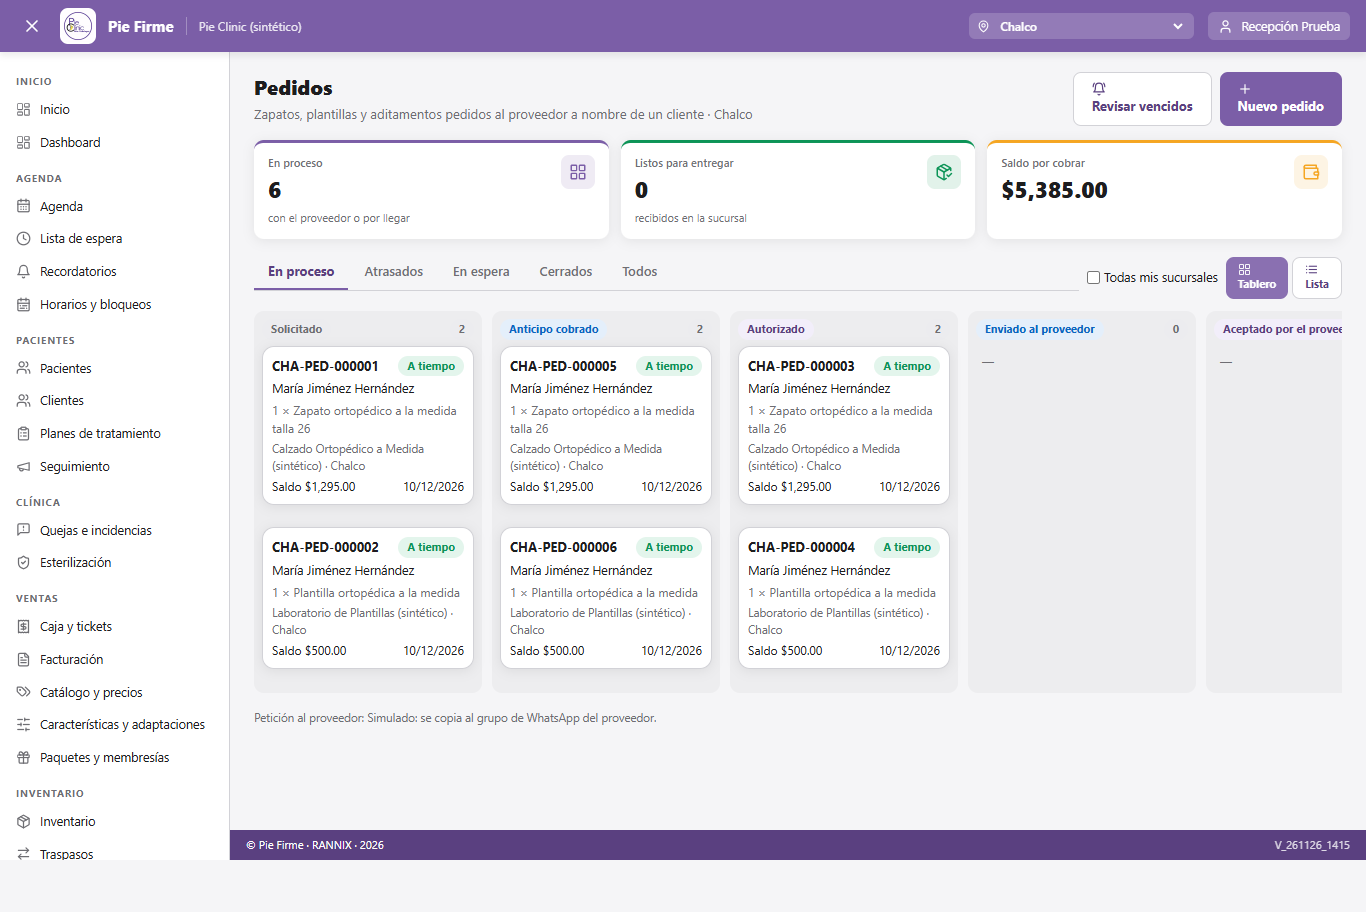 Pie Firme
Pie Clinic (sintético)
Chalco
Recepción Prueba
INICIO
Inicio
Dashboard
AGENDA
Agenda
Lista de espera
Recordatorios
Horarios y bloqueos
PACIENTES
Pacientes
Clientes
Planes de tratamiento
Seguimiento
CLÍNICA
Quejas e incidencias
Esterilización
VENTAS
Caja y tickets
Facturación
Catálogo y precios
Características y adaptaciones
Paquetes y membresías
INVENTARIO
Inventario
Traspasos
Pedidos
Zapatos, plantillas y aditamentos pedidos al proveedor a nombre de un cliente · Chalco
Revisar vencidos
Nuevo pedido
En proceso
6
con el proveedor o por llegar
Listos para entregar
0
recibidos en la sucursal
Saldo por cobrar
$5,385.00
En proceso
Atrasados
En espera
Cerrados
Todos
Todas mis sucursales
Tablero
Lista
Solicitado 2
CHA-PED-000001 A tiempo
María Jiménez Hernández
1 × Zapato ortopédico a la medida
talla 26
Calzado Ortopédico a Medida
(sintético) · Chalco
Saldo $1,295.00 10/12/2026
CHA-PED-000002 A tiempo
María Jiménez Hernández
1 × Plantilla ortopédica a la medida
Laboratorio de Plantillas (sintético) ·
Chalco
Saldo $500.00 10/12/2026
Anticipo cobrado 2
CHA-PED-000005 A tiempo
María Jiménez Hernández
1 × Zapato ortopédico a la medida
talla 26
Calzado Ortopédico a Medida
(sintético) · Chalco
Saldo $1,295.00 10/12/2026
CHA-PED-000006 A tiempo
María Jiménez Hernández
1 × Plantilla ortopédica a la medida
Laboratorio de Plantillas (sintético) ·
Chalco
Saldo $500.00 10/12/2026
Autorizado 2
CHA-PED-000003 A tiempo
María Jiménez Hernández
1 × Zapato ortopédico a la medida
talla 26
Calzado Ortopédico a Medida
(sintético) · Chalco
Saldo $1,295.00 10/12/2026
CHA-PED-000004 A tiempo
María Jiménez Hernández
1 × Plantilla ortopédica a la medida
Laboratorio de Plantillas (sintético) ·
Chalco
Saldo $500.00 10/12/2026
Enviado al proveedor 0
—
Aceptado por el provee
—
Petición al proveedor: Simulado: se copia al grupo de WhatsApp del proveedor.
© Pie Firme · RANNIX · 2026
V_261126_1415